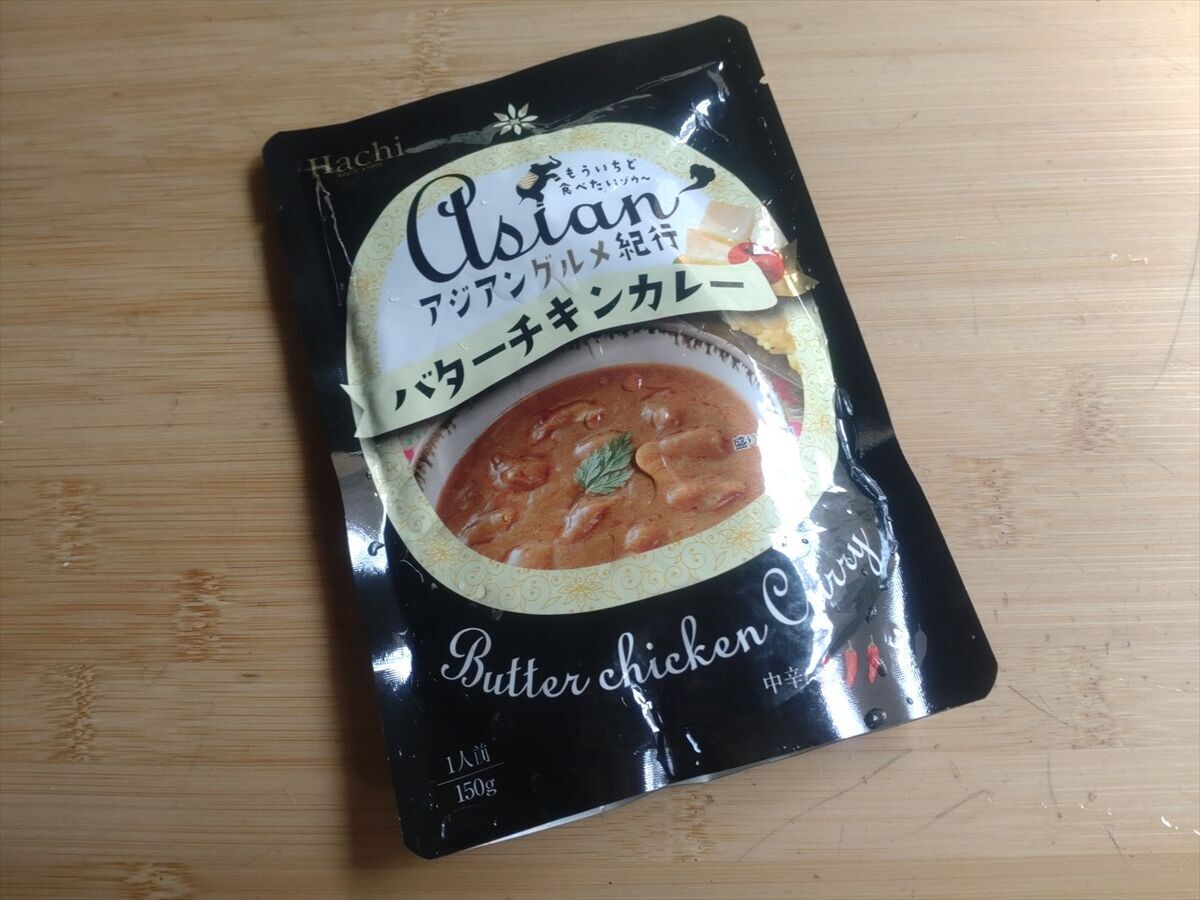 Hachi
もういちど
食べたいゾウ〜
Asian
アジアングルメ紀行
バターチキンカレー
Butter chicken Curry
中辛
1人前
150g